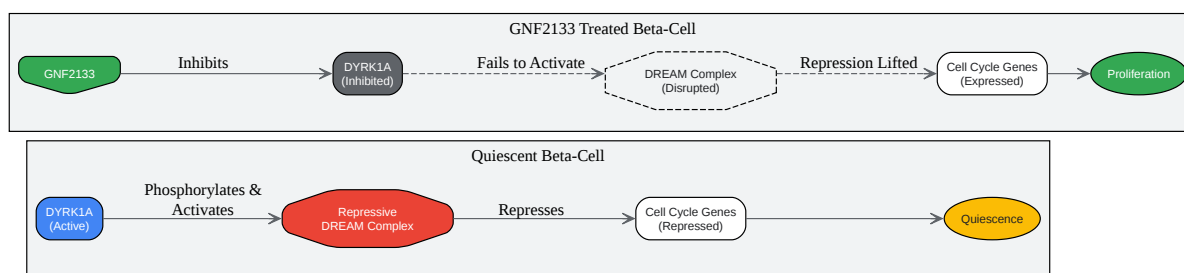 GNF2133 Treated Beta-Cell
GNF2133
Inhibits
DYRK1A
(Inhibited)
Fails to Activate
DREAM Complex
(Disrupted)
Repression Lifted
Cell Cycle Genes
(Expressed)
Proliferation
Quiescent Beta-Cell
DYRK1A
(Active)
Phosphorylates &
Activates
Repressive
DREAM Complex
Represses
Cell Cycle Genes
(Repressed)
Quiescence